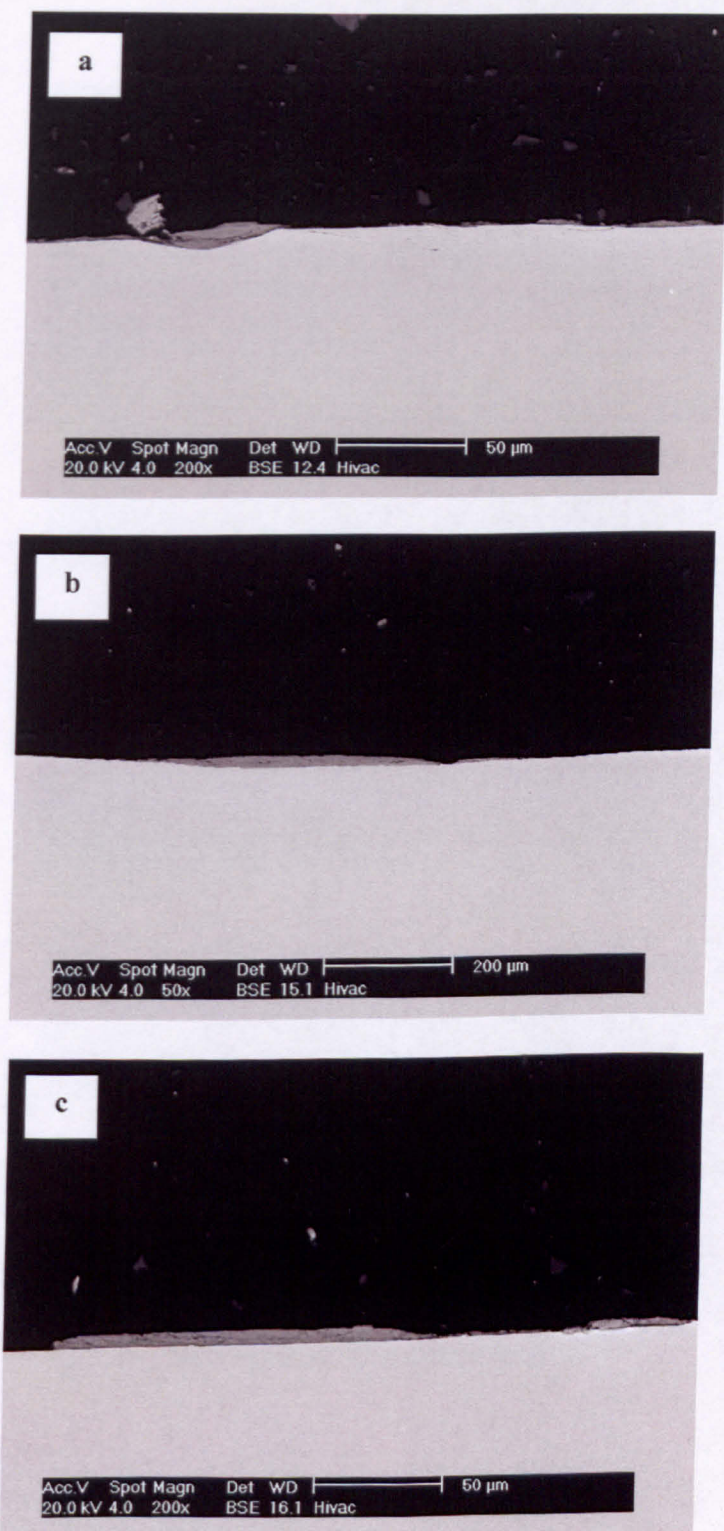 a
Acc.V Spot Magn Det WD 50 µm
20.0 kV 4.0 200x BSE 12.4 Hivac
b
Acc.V Spot Magn Det WD 200 µm
20.0 kV 4.0 50x BSE 15.1 Hivac
c
Acc.V Spot Magn Det WD 50 µm
20.0 kV 4.0 200x BSE 16.1 Hivac